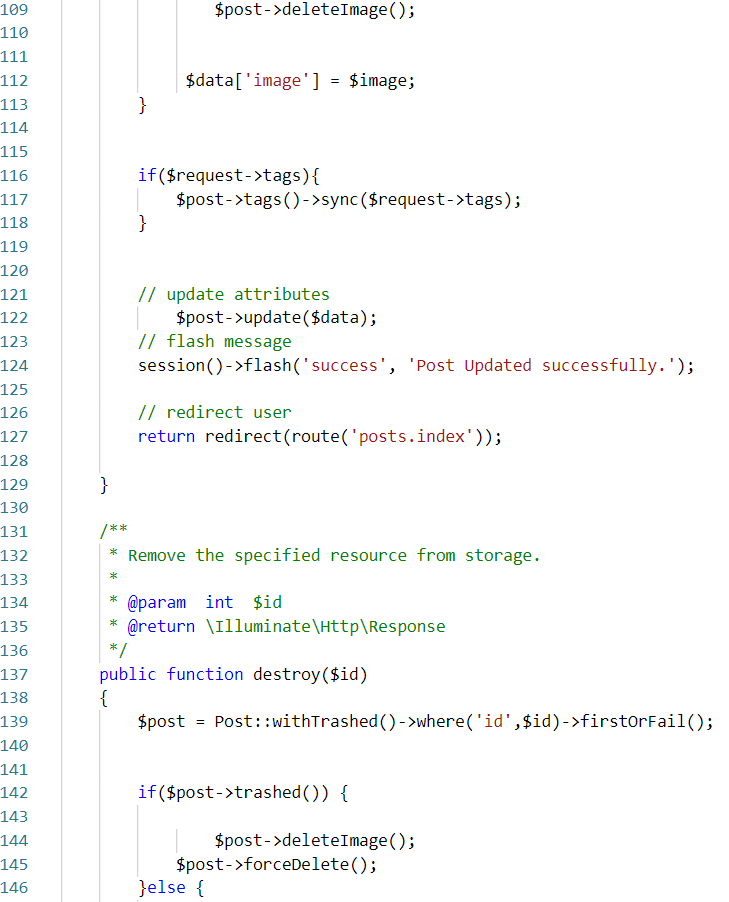 109 $post->deleteImage();
110
111
112 $data['image'] = $image;
113 }
114
115
116 if($request->tags){
117 $post->tags()->sync($request->tags);
118 }
119
120
121 // update attributes
122 $post->update($data);
123 // flash message
124 session()->flash('success', 'Post Updated successfully.');
125
126 // redirect user
127 return redirect(route('posts.index'));
128
129 }
130
131 /**
132 * Remove the specified resource from storage.
133 *
134 * @param  int  $id
135 * @return \Illuminate\Http\Response
136 */
137 public function destroy($id)
138 {
139 $post = Post::withTrashed()->where('id',$id)->firstOrFail();
140
141
142 if($post->trashed()) {
143
144 $post->deleteImage();
145 $post->forceDelete();
146 }else {